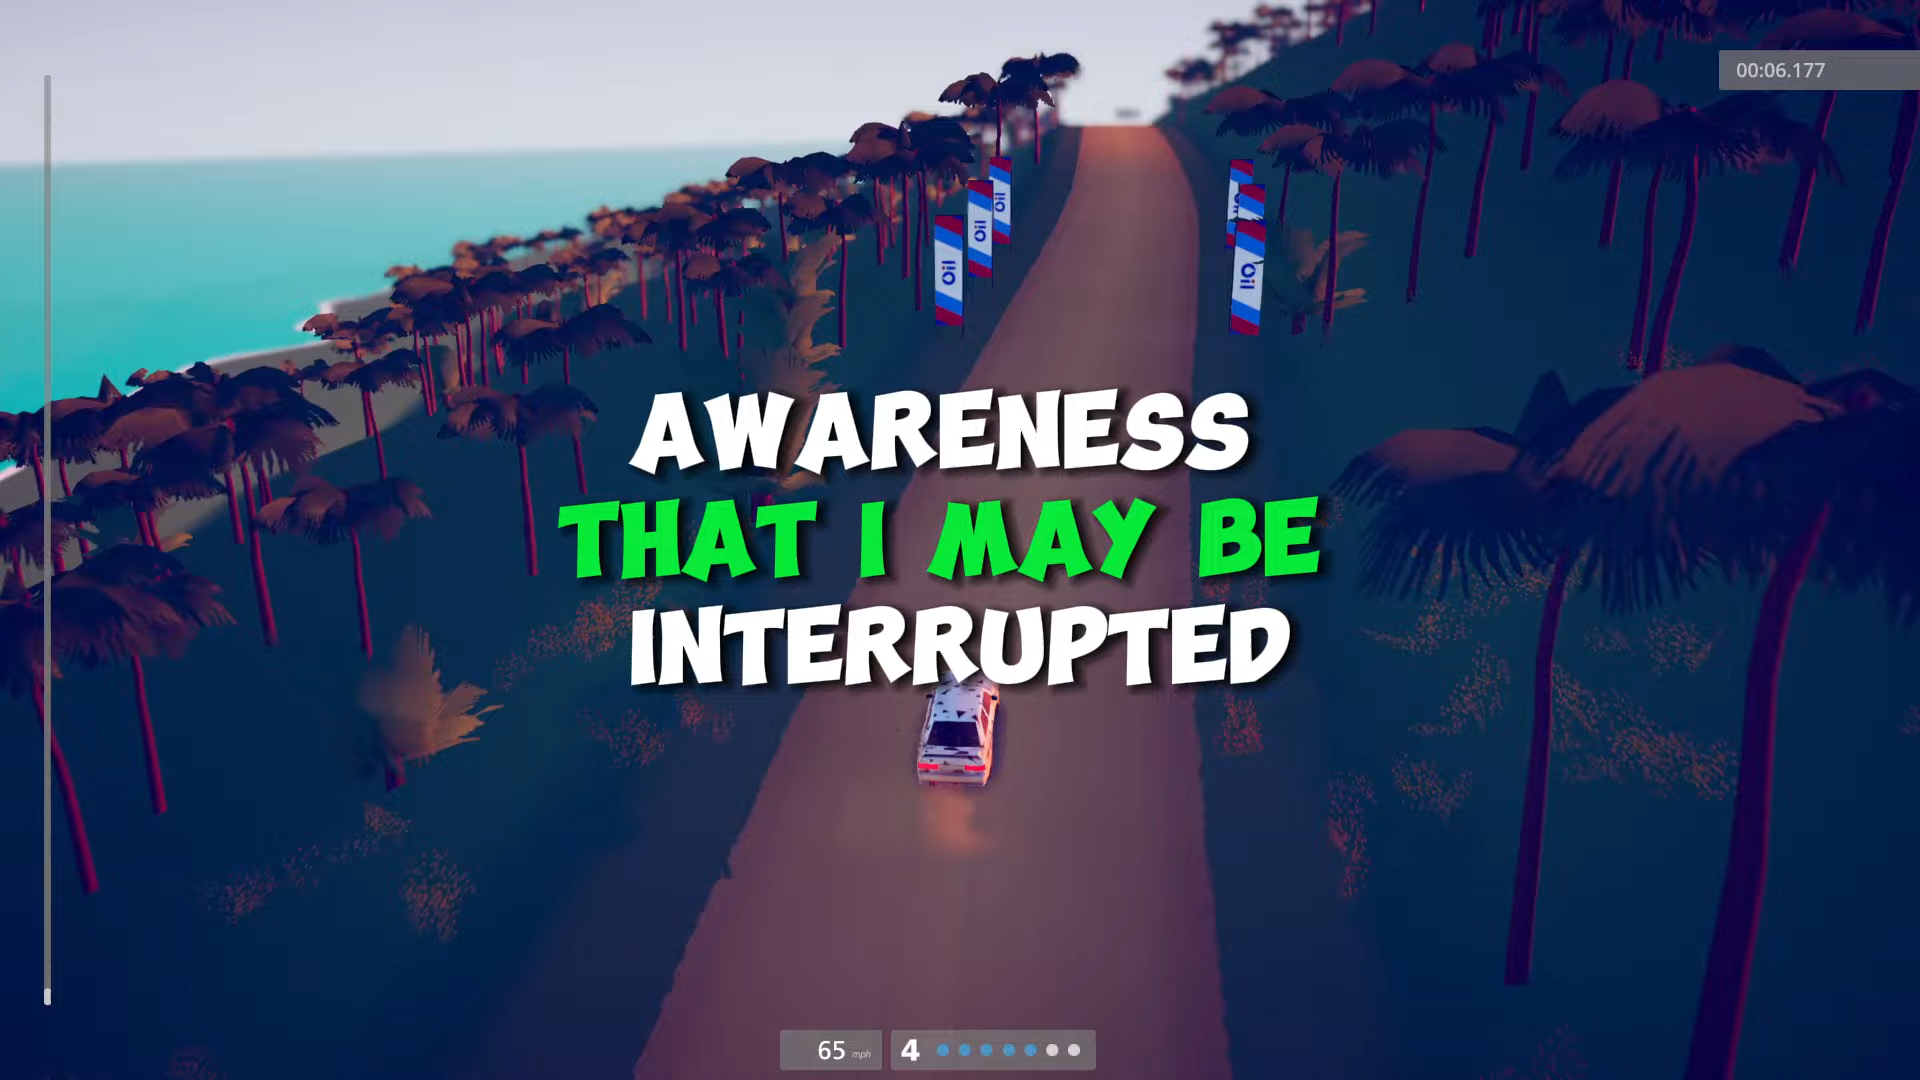 00:06.177
Oil
Oil
Oil
Oil
AWARENESS
THAT I MAY BE
INTERRUPTED
65 mph
4